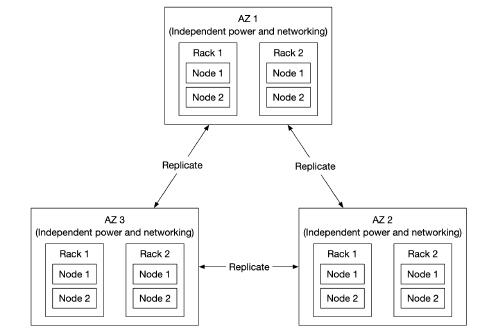 AZ 1
(Independent power and networking)
Rack 1
Node 1
Node 2
Rack 2
Node 1
Node 2
Replicate
Replicate
AZ 3
(Independent power and networking)
Rack 1
Node 1
Node 2
Rack 2
Node 1
Node 2
Replicate
AZ 2
(Independent power and networking)
Rack 1
Node 1
Node 2
Rack 2
Node 1
Node 2